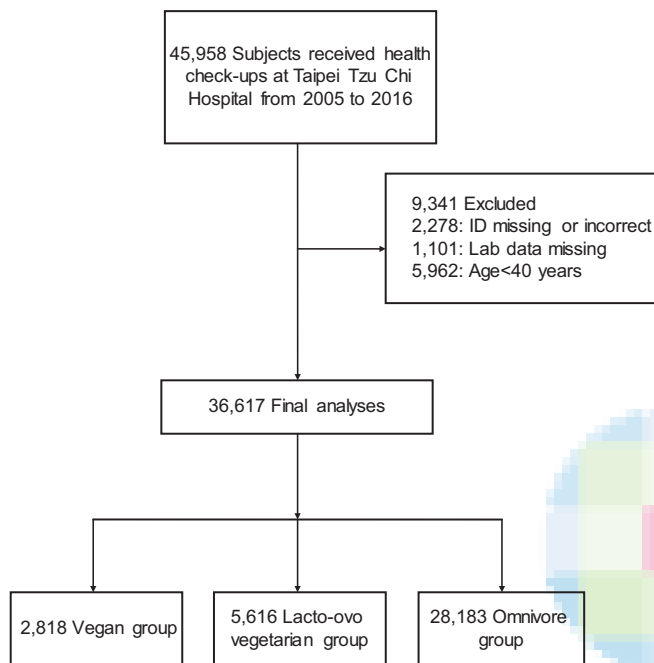 45,958 Subjects received health
check-ups at Taipei Tzu Chi
Hospital from 2005 to 2016
9,341 Excluded
2,278: ID missing or incorrect
1,101: Lab data missing
5,962: Age<40 years
36,617 Final analyses
2,818 Vegan group
5,616 Lacto-ovo
vegetarian group
28,183 Omnivore
group